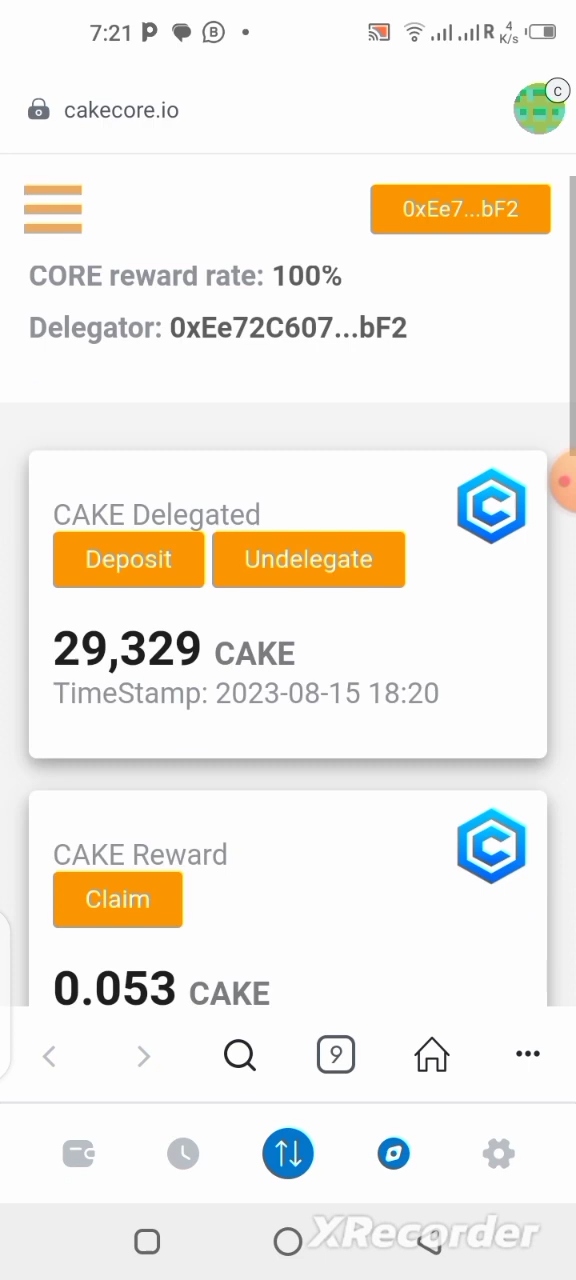 7:21
R 4 K/s
cakecore.io
C
0xEe7...bF2
CORE reward rate: 100%
Delegator: 0xEe72C607...bF2
CAKE Delegated
Deposit
Undelegate
29,329 CAKE
TimeStamp: 2023-08-15 18:20
CAKE Reward
Claim
0.053 CAKE
9
XRecorder